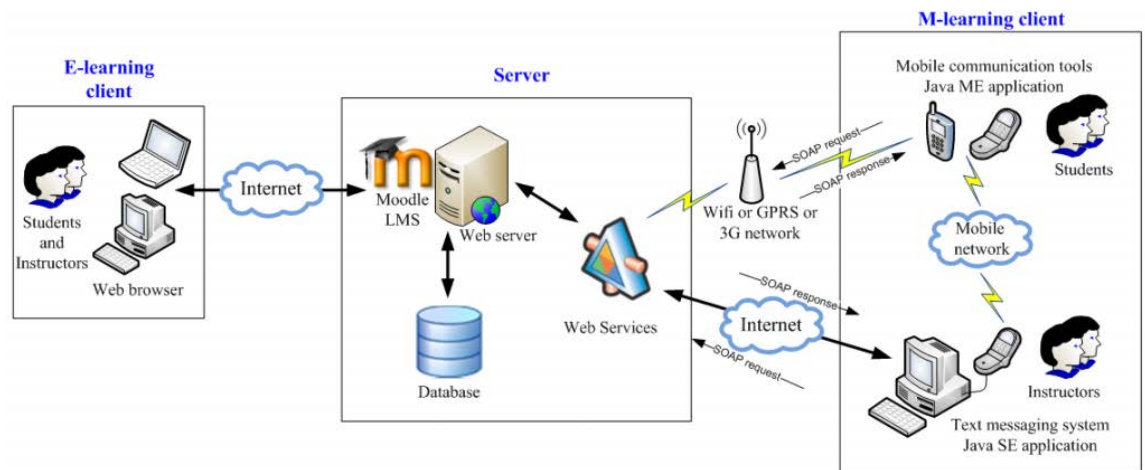 E-learning
client
Students
and
Instructors
Web browser
Internet
Server
m
Moodle
LMS
Web server
Database
Web Services
Wifi or GPRS or
3G network
SOAP request
SOAP response
SOAP response
Internet
SOAP request
M-learning client
Mobile communication tools
Java ME application
Students
Mobile
network
Instructors
Text messaging system
Java SE application